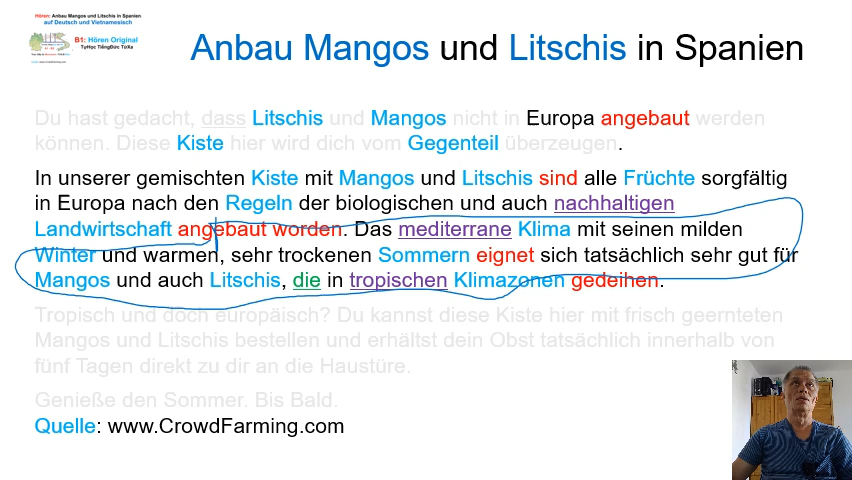 Hören: Anbau Mangos und Litschis in Spanien
auf Deutsch und Vietnamesisch
B1: Hören Original
TựHọc TiếngĐức TừXa
Anbau Mangos und Litschis in Spanien
Du hast gedacht, dass Litschis und Mangos nicht in Europa angebaut werden
können. Diese Kiste hier wird dich vom Gegenteil überzeugen.
In unserer gemischten Kiste mit Mangos und Litschis sind alle Früchte sorgfältig
in Europa nach den Regeln der biologischen und auch nachhaltigen
Landwirtschaft angebaut worden. Das mediterrane Klima mit seinen milden
Winter und warmen, sehr trockenen Sommern eignet sich tatsächlich sehr gut für
Mangos und auch Litschis, die in tropischen Klimazonen gedeihen.
Tropisch und doch europäisch? Du kannst diese Kiste hier mit frisch geernteten
Mangos und Litschis bestellen und erhältst dein Obst tatsächlich innerhalb von
fünf Tagen direkt zu dir an die Haustüre.
Genieße den Sommer. Bis Bald.
Quelle: www.CrowdFarming.com